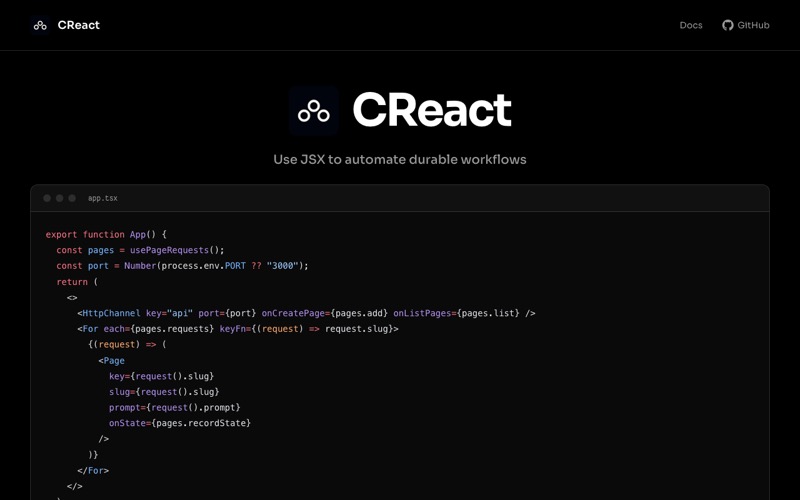 CReact
Docs
GitHub
CReact
Use JSX to automate durable workflows
app.tsx
export function App() {
  const pages = usePageRequests();
  const port = Number(process.env.PORT ?? "3000");
  return (
    <>
      <HttpChannel key="api" port={port} onCreatePage={pages.add} onListPages={pages.list} />
      <For each={pages.requests} keyFn={(request) => request.slug}>
        {(request) => (
          <Page
            key={request().slug}
            slug={request().slug}
            prompt={request().prompt}
            onState={pages.recordState}
          />
        )}
      </For>
    </>